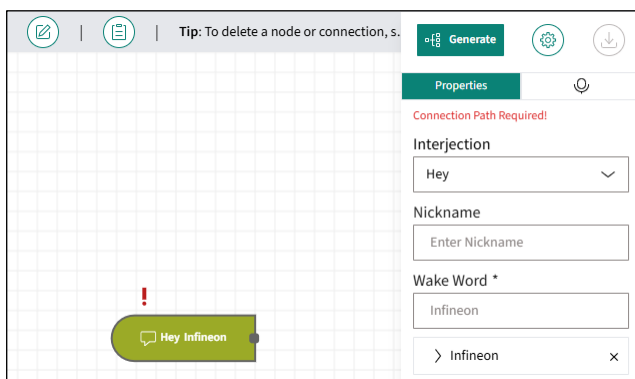 Tip: To delete a node or connection, s...
Generate
Properties
Connection Path Required!
Interjection
Hey
Nickname
Enter Nickname
Wake Word *
Infineon
Infineon
!
Hey Infineon